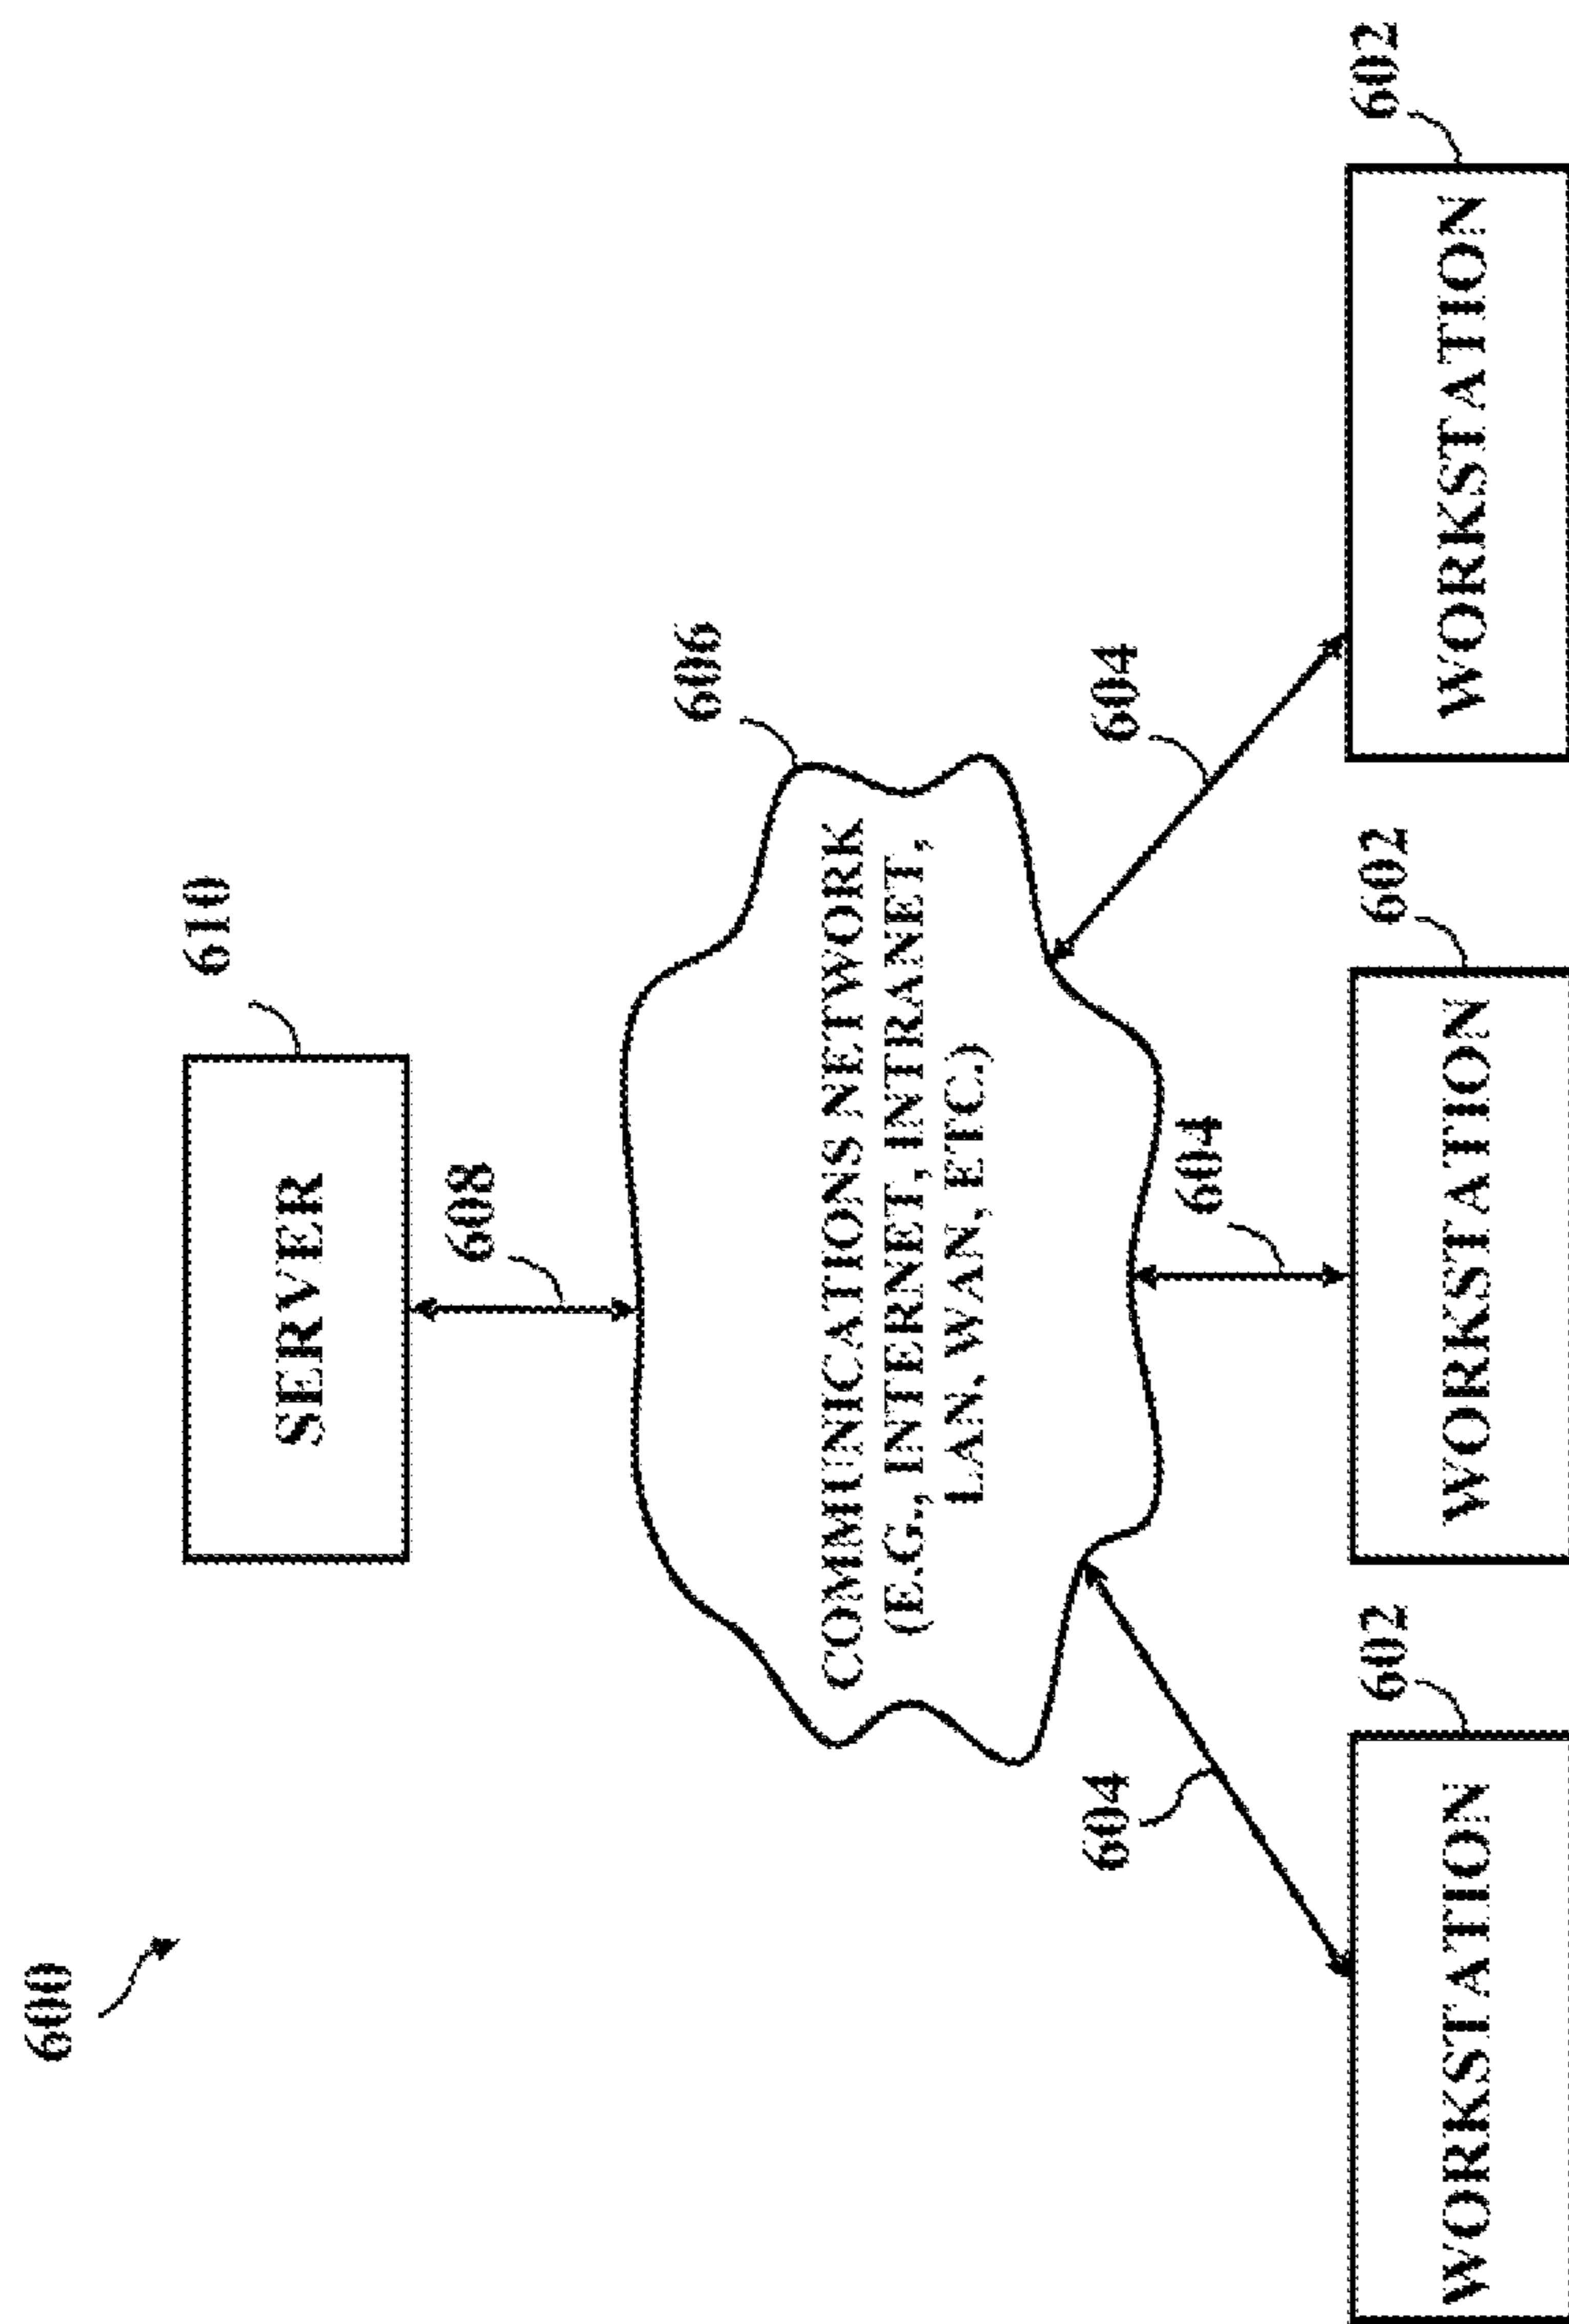 600
SERVER
610
608
606
COMMUNICATIONS NETWORK
(E.G., INTERNET, INTRANET,
LAN, WAN, ETC.)
604
604
604
602
602
602
WORKSTATION
WORKSTATION
WORKSTATION